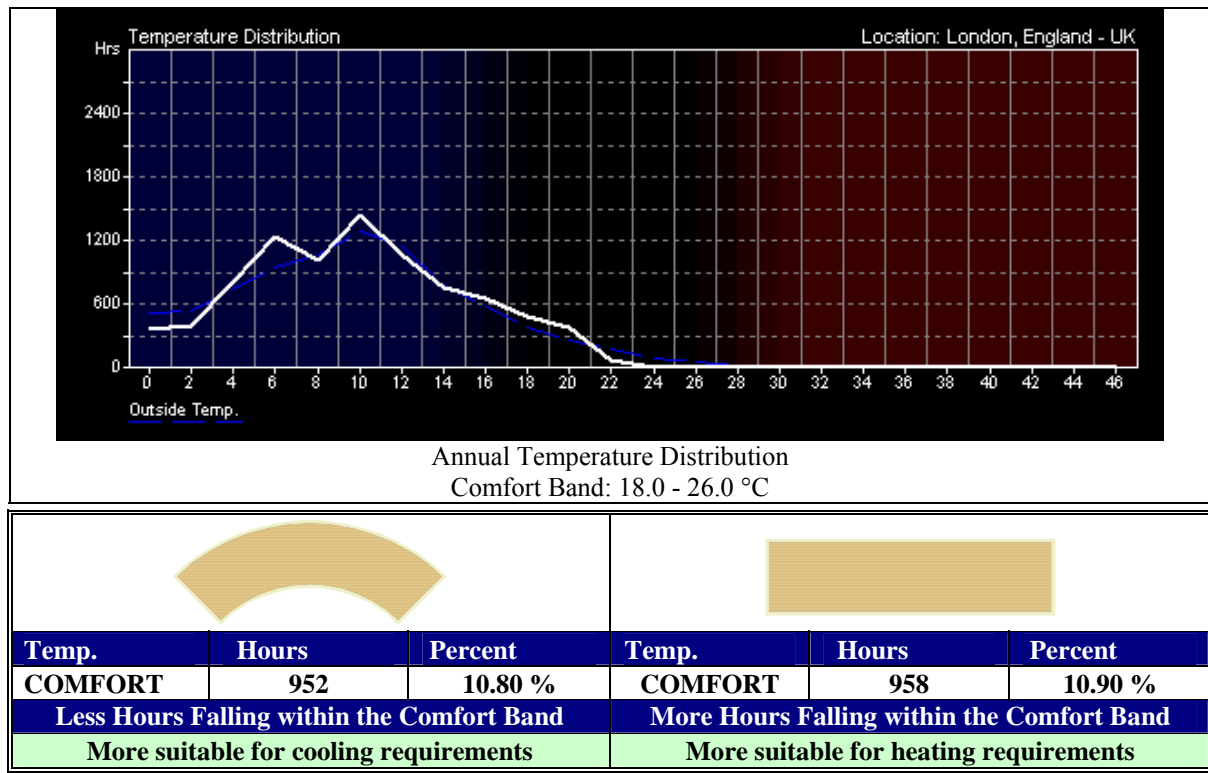 Temperature Distribution Location: London, England - UK
Hrs
2400
1800
1200
600
0
0 2 4 6 8 10 12 14 16 18 20 22 24 26 28 30 32 34 36 38 40 42 44 46
Outside Temp.
Annual Temperature Distribution
Comfort Band: 18.0 - 26.0 °C
Temp. Hours Percent Temp. Hours Percent
COMFORT 952 10.80 % COMFORT 958 10.90 %
Less Hours Falling within the Comfort Band More Hours Falling within the Comfort Band
More suitable for cooling requirements More suitable for heating requirements